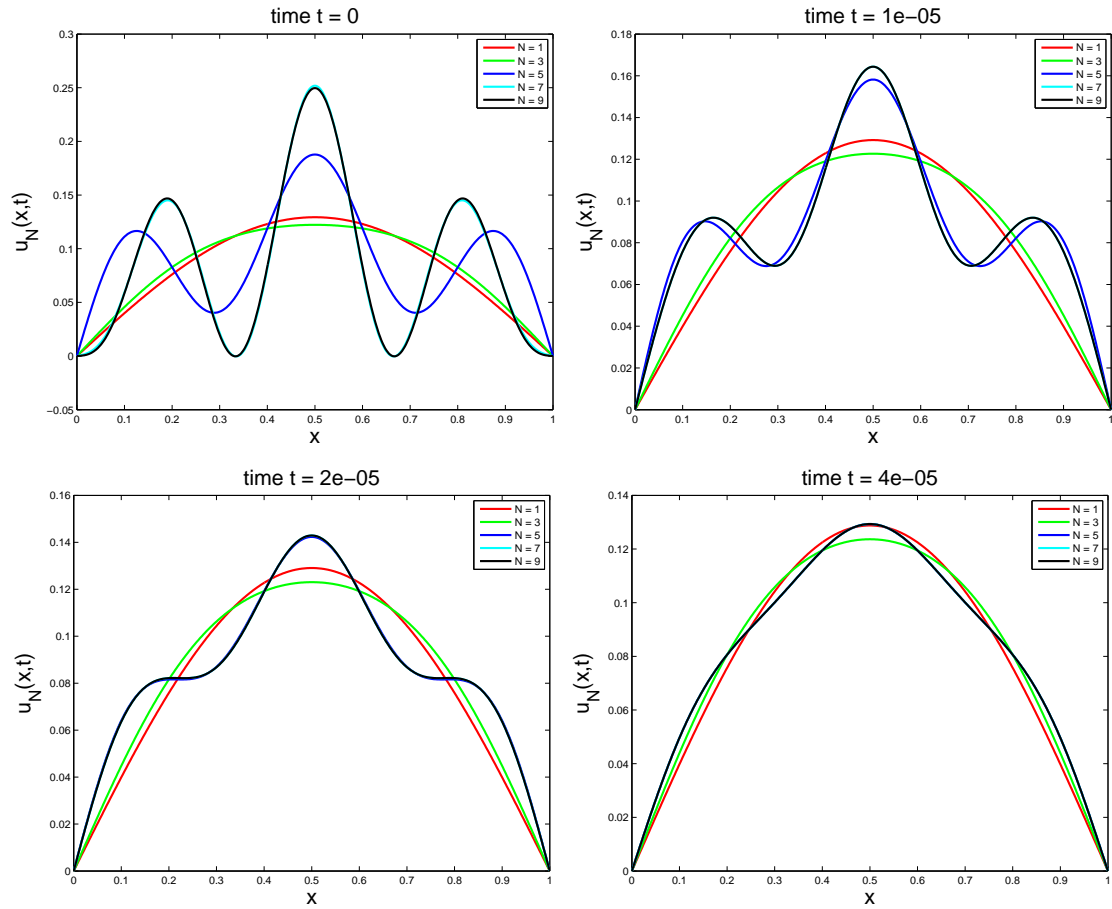 time t = 0
0.3
0.25
0.2
0.15
0.1
0.05
0
−0.05
u_N(x,t)
0 0.1 0.2 0.3 0.4 0.5 0.6 0.7 0.8 0.9 1
x
N = 1
N = 3
N = 5
N = 7
N = 9
time t = 1e−05
0.18
0.16
0.14
0.12
0.1
0.08
0.06
0.04
0.02
0
u_N(x,t)
0 0.1 0.2 0.3 0.4 0.5 0.6 0.7 0.8 0.9 1
x
N = 1
N = 3
N = 5
N = 7
N = 9
time t = 2e−05
0.16
0.14
0.12
0.1
0.08
0.06
0.04
0.02
0
u_N(x,t)
0 0.1 0.2 0.3 0.4 0.5 0.6 0.7 0.8 0.9 1
x
N = 1
N = 3
N = 5
N = 7
N = 9
time t = 4e−05
0.14
0.12
0.1
0.08
0.06
0.04
0.02
0
u_N(x,t)
0 0.1 0.2 0.3 0.4 0.5 0.6 0.7 0.8 0.9 1
x
N = 1
N = 3
N = 5
N = 7
N = 9